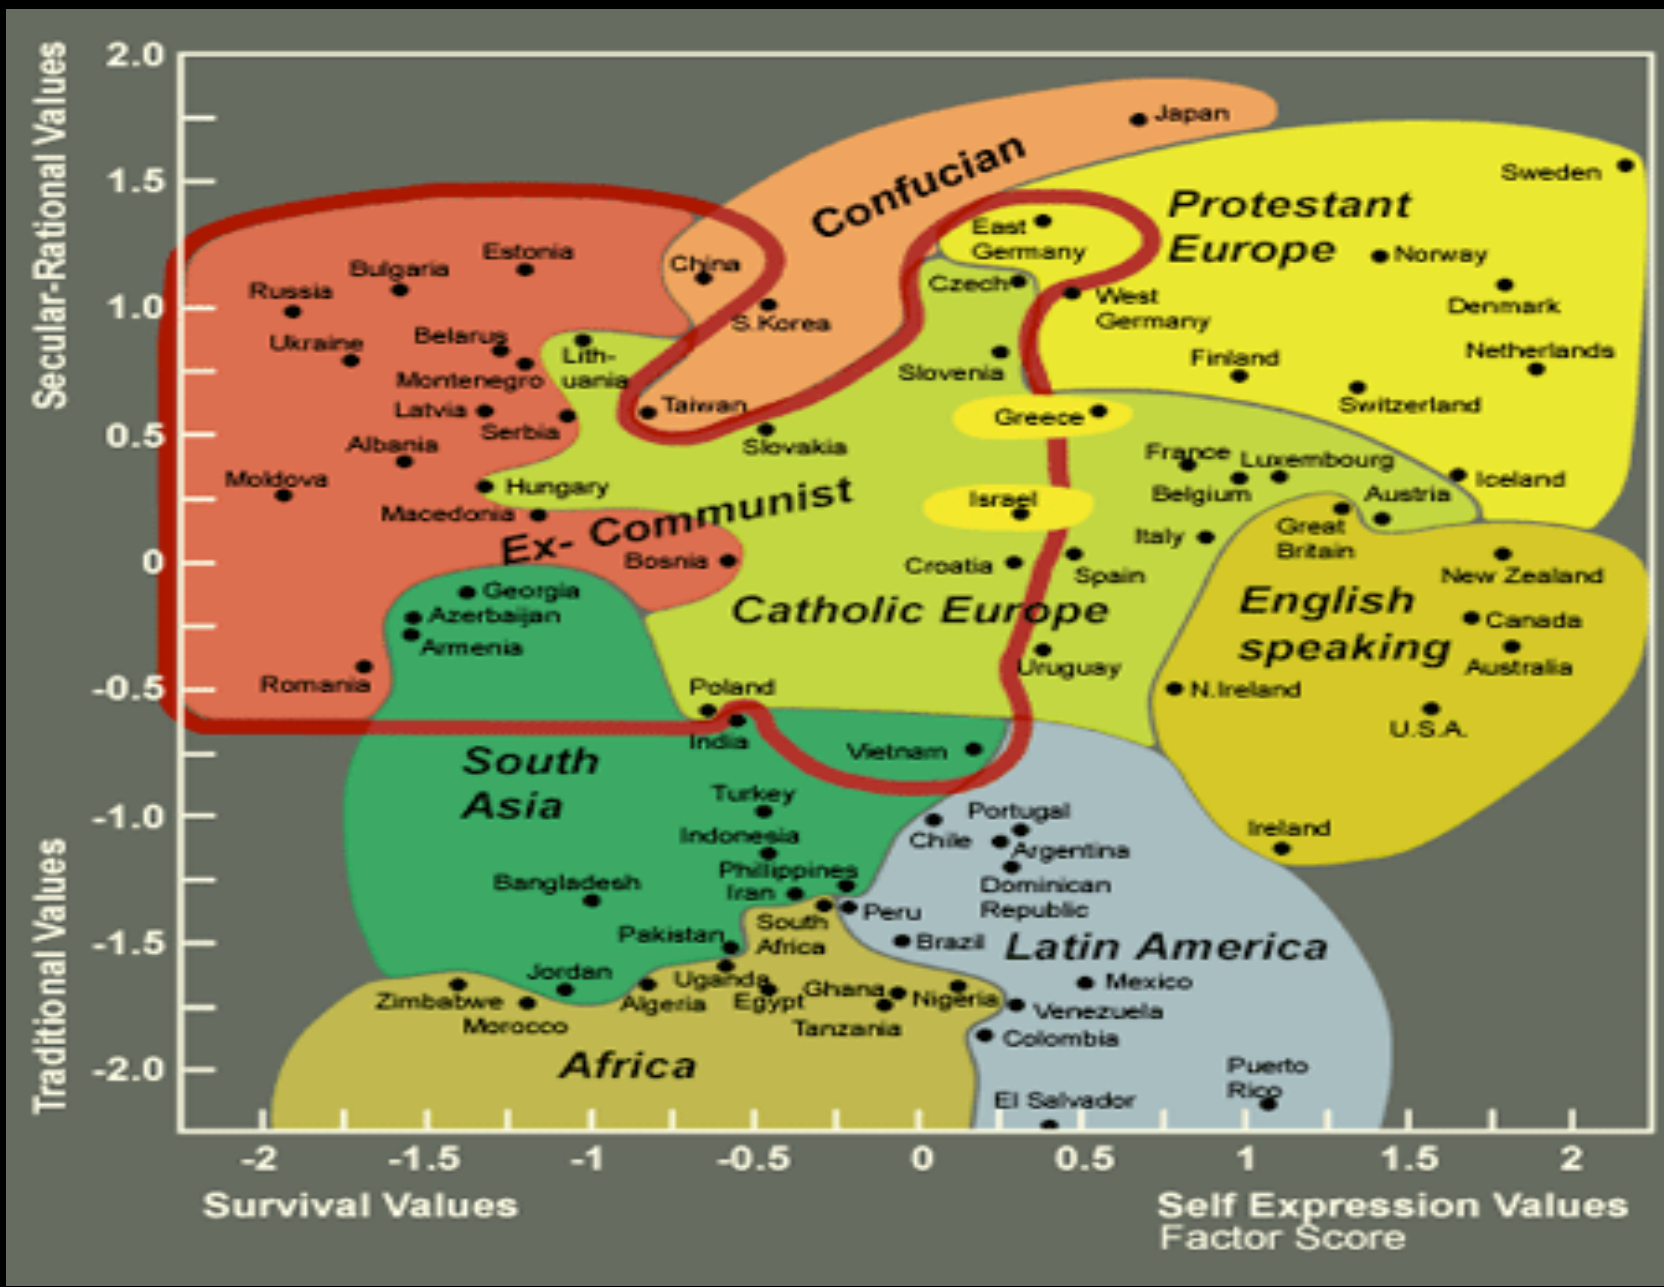 Secular-Rational Values
Traditional Values
2.0
1.5
1.0
0.5
0
-0.5
-1.0
-1.5
-2.0
Japan
Confucian
Sweden
Protestant
Europe
East
Germany
Norway
Estonia
Bulgaria
China
Czech
Russia
West
Germany
Denmark
S.Korea
Belarus
Ukraine
Lith-
uania
Finland
Netherlands
Slovenia
Montenegro
Latvia
Taiwan
Switzerland
Greece
Serbia
Albania
Slovakia
France
Luxembourg
Moldova
Hungary
Belgium
Austria
Iceland
Israel
Macedonia
Ex- Communist
Great
Britain
Italy
Bosnia
Croatia
Spain
New Zealand
Georgia
Azerbaijan
Catholic Europe
English
speaking
Canada
Armenia
Uruguay
Australia
Romania
Poland
N.Ireland
India
Vietnam
U.S.A.
South
Asia
Turkey
Portugal
Indonesia
Chile
Argentina
Ireland
Phillippines
Bangladesh
Iran
Dominican
Republic
Peru
South
Africa
Pakistan
Brazil
Latin America
Jordan
Uganda
Mexico
Zimbabwe
Algeria
Egypt
Ghana
Nigeria
Venezuela
Morocco
Tanzania
Colombia
Africa
Puerto
Rico
El Salvador
-2
-1.5
-1
-0.5
0
0.5
1
1.5
2
Survival Values
Self Expression Values
Factor Score